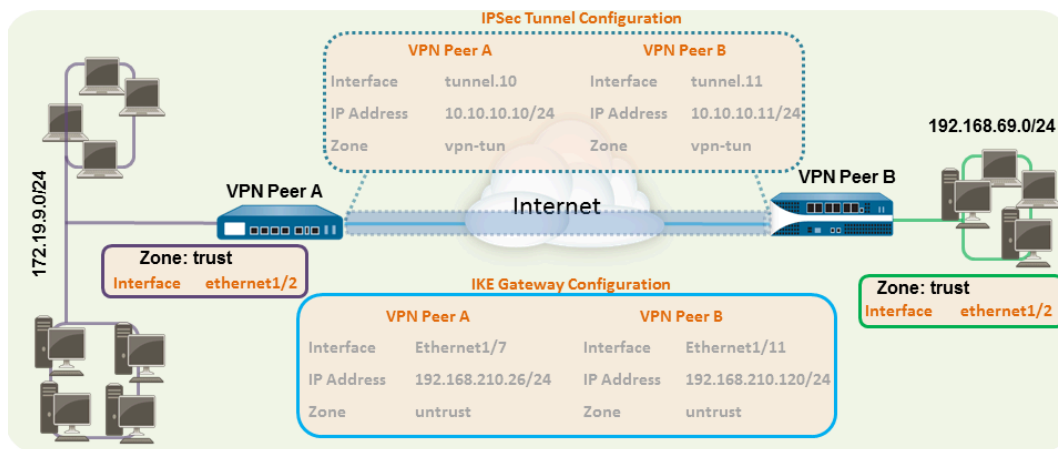 IPSec Tunnel Configuration
VPN Peer A VPN Peer B
Interface tunnel.10 Interface tunnel.11
IP Address 10.10.10.10/24 IP Address 10.10.10.11/24
Zone vpn-tun Zone vpn-tun
192.168.69.0/24
172.19.9.0/24
VPN Peer A
Internet
VPN Peer B
Zone: trust
Interface ethernet1/2
Zone: trust
Interface ethernet1/2
IKE Gateway Configuration
VPN Peer A VPN Peer B
Interface Ethernet1/7 Interface Ethernet1/11
IP Address 192.168.210.26/24 IP Address 192.168.210.120/24
Zone untrust Zone untrust